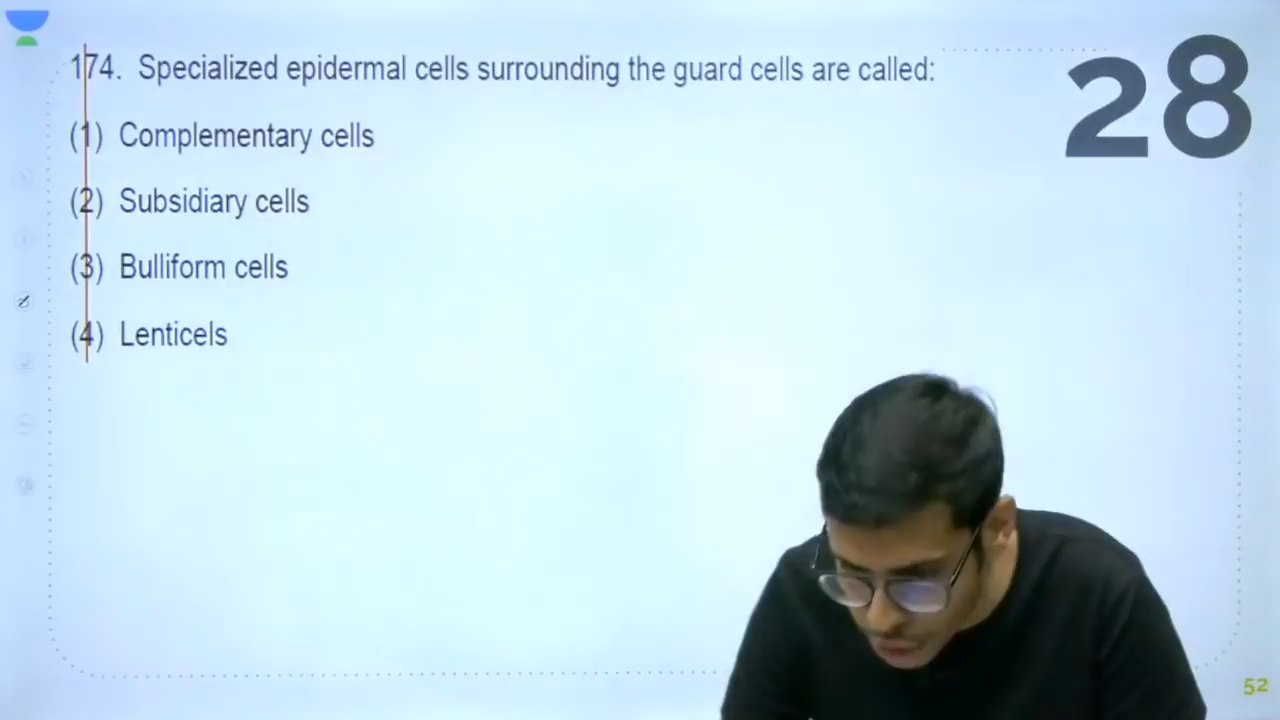 174. Specialized epidermal cells surrounding the guard cells are called:
28
(1) Complementary cells
(2) Subsidiary cells
(3) Bulliform cells
(4) Lenticels
52